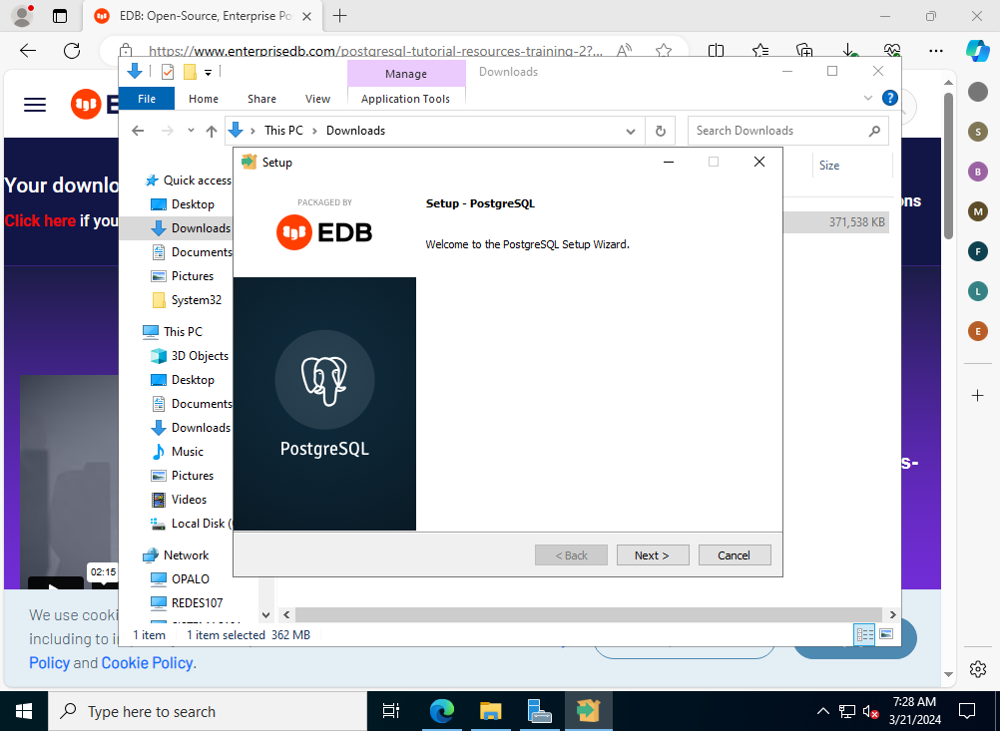 EDB: Open-Source, Enterprise Po
https://www.enterprisedb.com/postgresql-tutorial-resources-training-2?...
Manage
Downloads
File
Home
Share
View
Application Tools
This PC
Downloads
Search Downloads
Setup
Size
Quick access
Desktop
Downloads
Documents
Pictures
System32
This PC
3D Objects
Desktop
Documents
Downloads
Music
Pictures
Videos
Local Disk (
Network
OPALO
REDES107
371,538 KB
PACKAGED BY
EDB
Setup - PostgreSQL
Welcome to the PostgreSQL Setup Wizard.
PostgreSQL
< Back
Next >
Cancel
1 item
1 item selected
362 MB
Your downlo
ons
Click here if you
s-
02:15
We use cooki
including to i
Policy and Cookie Policy.
S
B
M
F
L
E
Type here to search
7:28 AM
3/21/2024